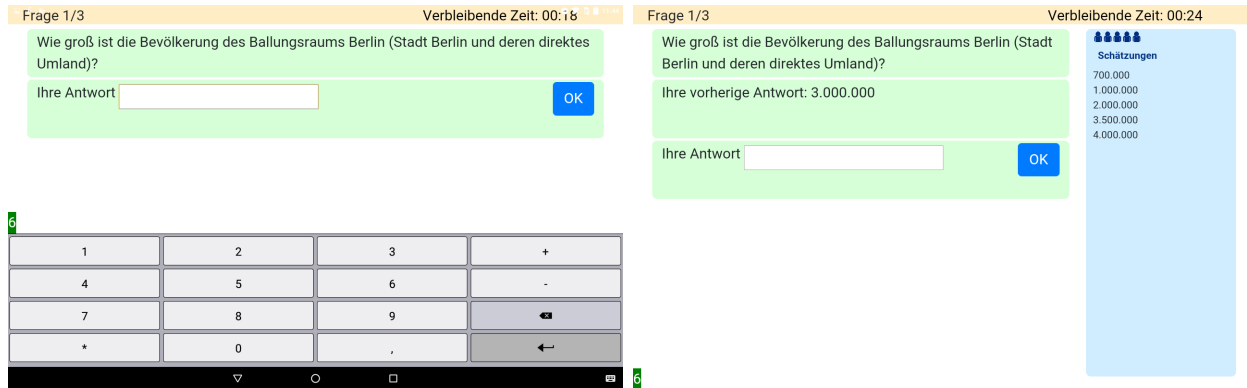 Frage 1/3
Verbleibende Zeit: 00:18
Wie groß ist die Bevölkerung des Ballungsraums Berlin (Stadt Berlin und deren direktes
Umland)?
Ihre Antwort
OK
6
1 2 3 +
4 5 6 -
7 8 9
* 0 ,
Frage 1/3
Verbleibende Zeit: 00:24
Wie groß ist die Bevölkerung des Ballungsraums Berlin (Stadt
Berlin und deren direktes Umland)?
Ihre vorherige Antwort: 3.000.000
Ihre Antwort
OK
Schätzungen
700.000
1.000.000
2.000.000
3.500.000
4.000.000
6